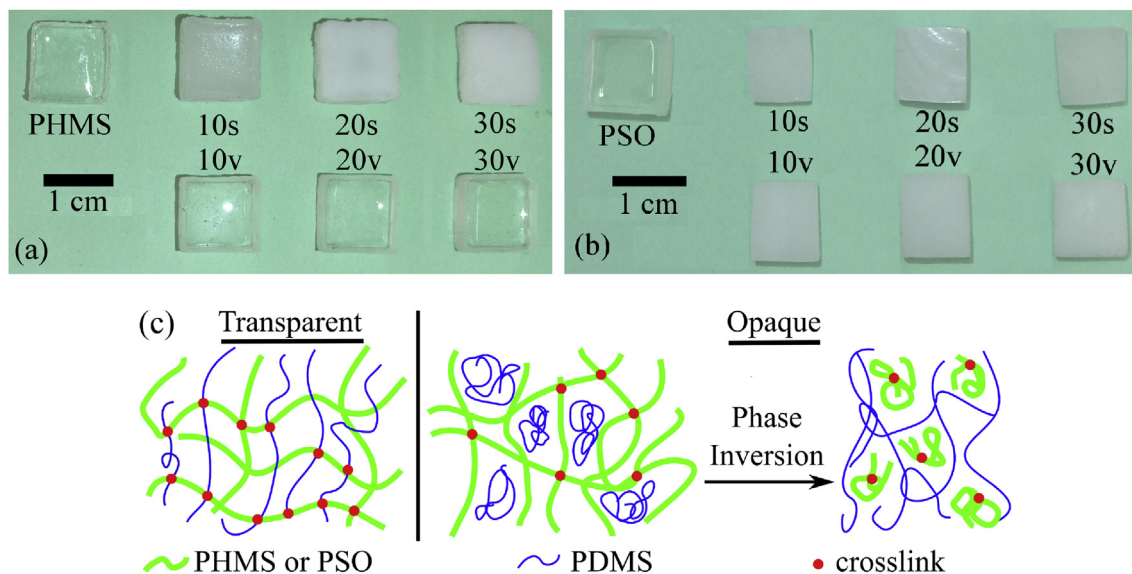 PHMS
10s 20s 30s
10v 20v 30v
1 cm
(a)
PSO
10s 20s 30s
10v 20v 30v
1 cm
(b)
(c)
Transparent
Opaque
Phase
Inversion
PHMS or PSO
PDMS
crosslink